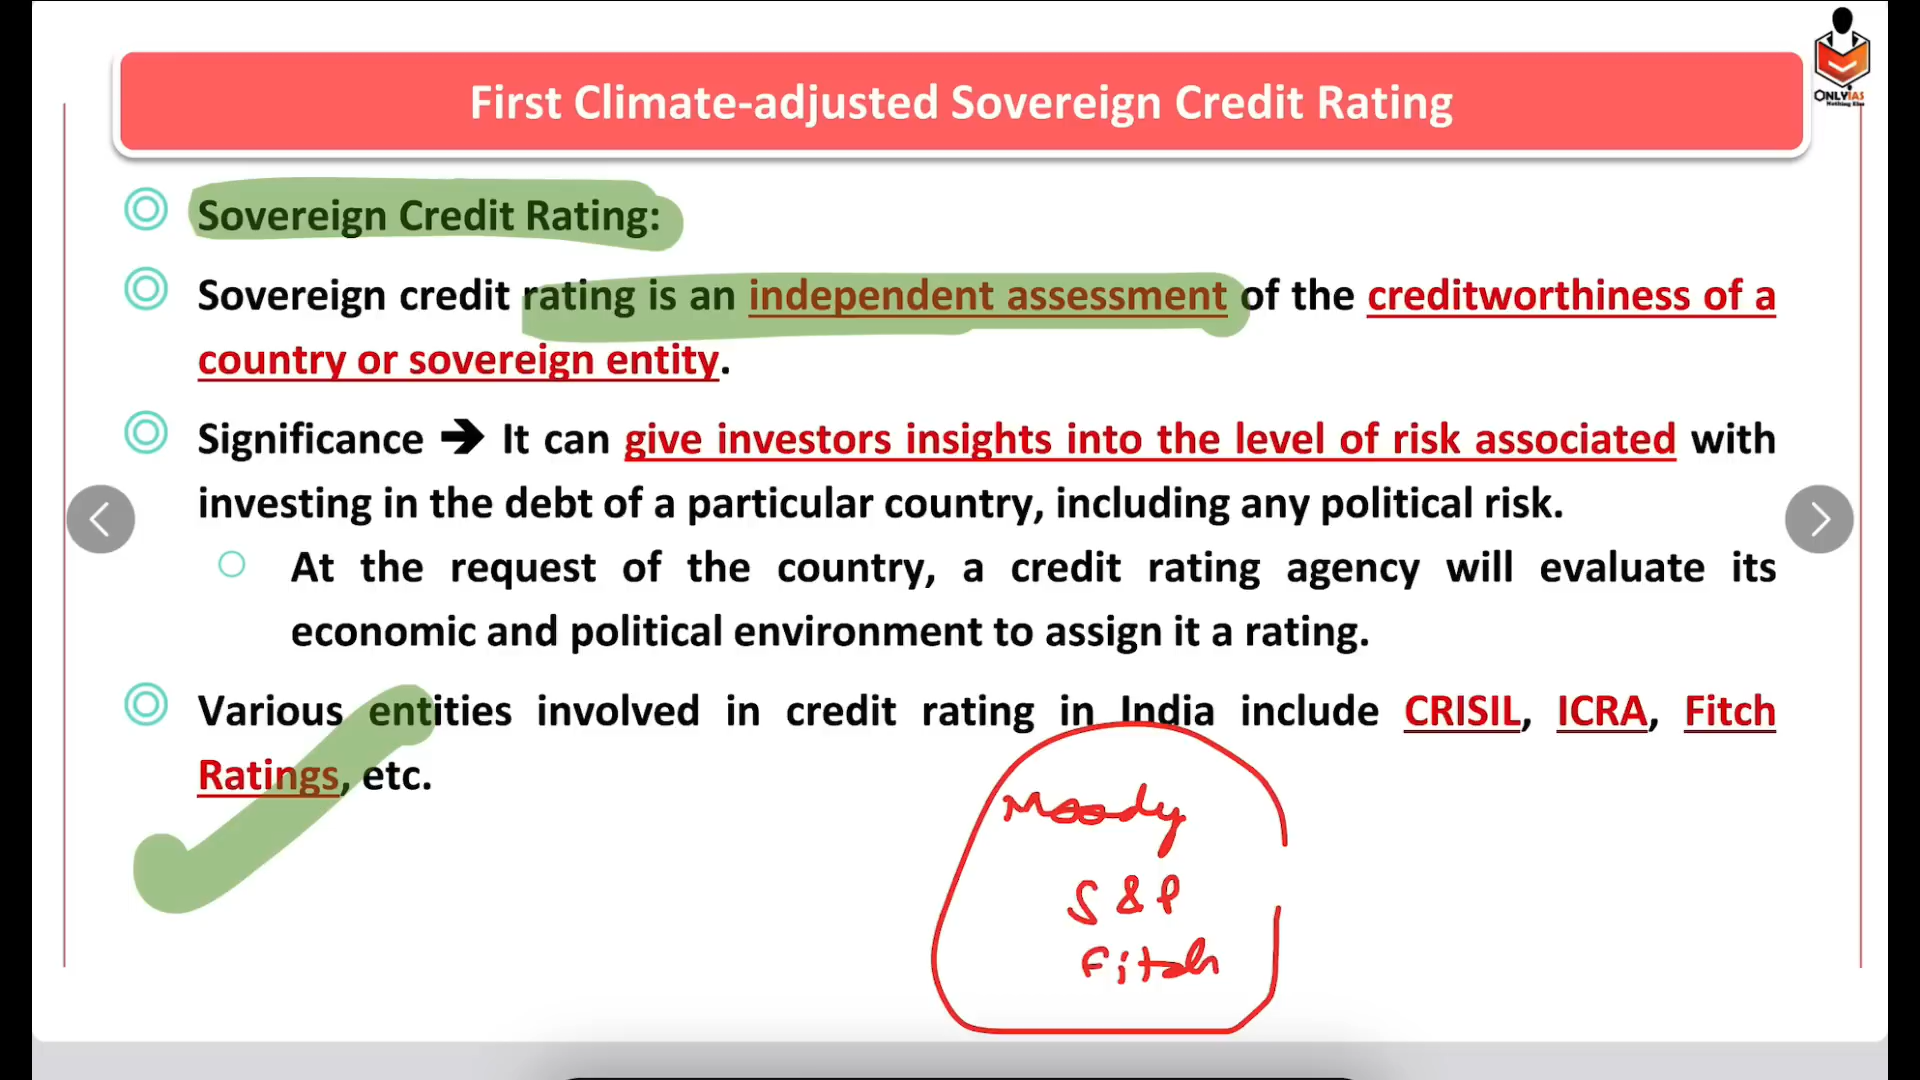 First Climate-adjusted Sovereign Credit Rating
ONLYIAS
Nothing Else
Sovereign Credit Rating:
Sovereign credit rating is an independent assessment of the creditworthiness of a
country or sovereign entity.
Significance ➔ It can give investors insights into the level of risk associated with
investing in the debt of a particular country, including any political risk.
At the request of the country, a credit rating agency will evaluate its
economic and political environment to assign it a rating.
Various entities involved in credit rating in India include CRISIL, ICRA, Fitch
Ratings, etc.
Moody
S & P
Fitch